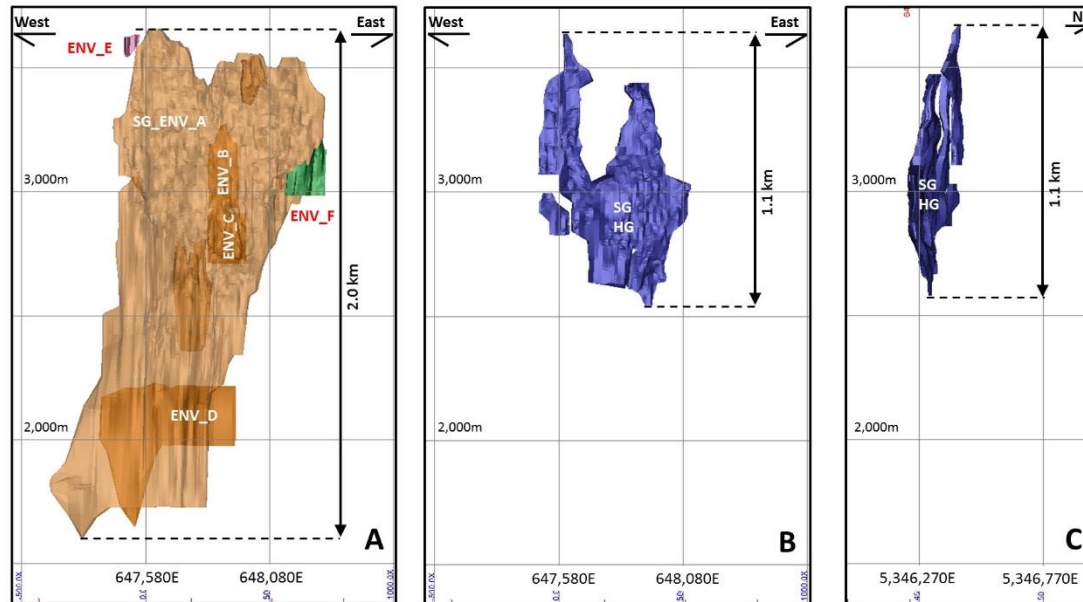 West
East
ENV_E
SG_ENV_A
ENV_B
3,000m
ENV_C
ENV_F
2.0 km
ENV_D
2,000m
A
647,580E
648,080E
West
East
3,000m
SG
HG
1.1 km
2,000m
B
647,580E
648,080E
N
3,000m
SG
HG
1.1 km
2,000m
C
5,346,270E
5,346,770E